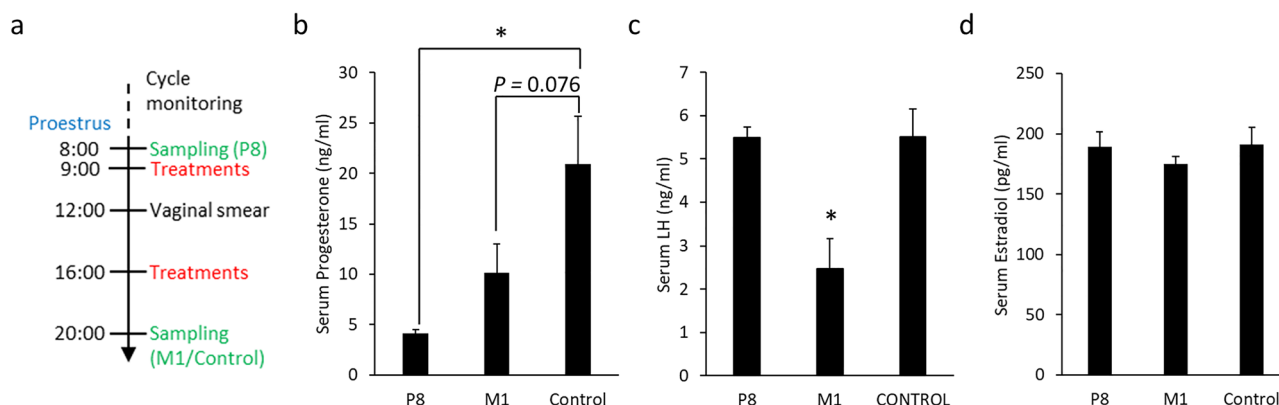 a
Cycle
monitoring
Proestrus
8:00 Sampling (P8)
9:00 Treatments
12:00 Vaginal smear
16:00 Treatments
20:00 Sampling
(M1/Control)
b
*
P = 0.076
Serum Progesterone (ng/ml)
30
25
20
15
10
5
0
P8 M1 Control
c
Serum LH (ng/ml)
7
6
5
4
3
2
1
0
*
P8 M1 CONTROL
d
Serum Estradiol (pg/ml)
250
200
150
100
50
0
P8 M1 Control